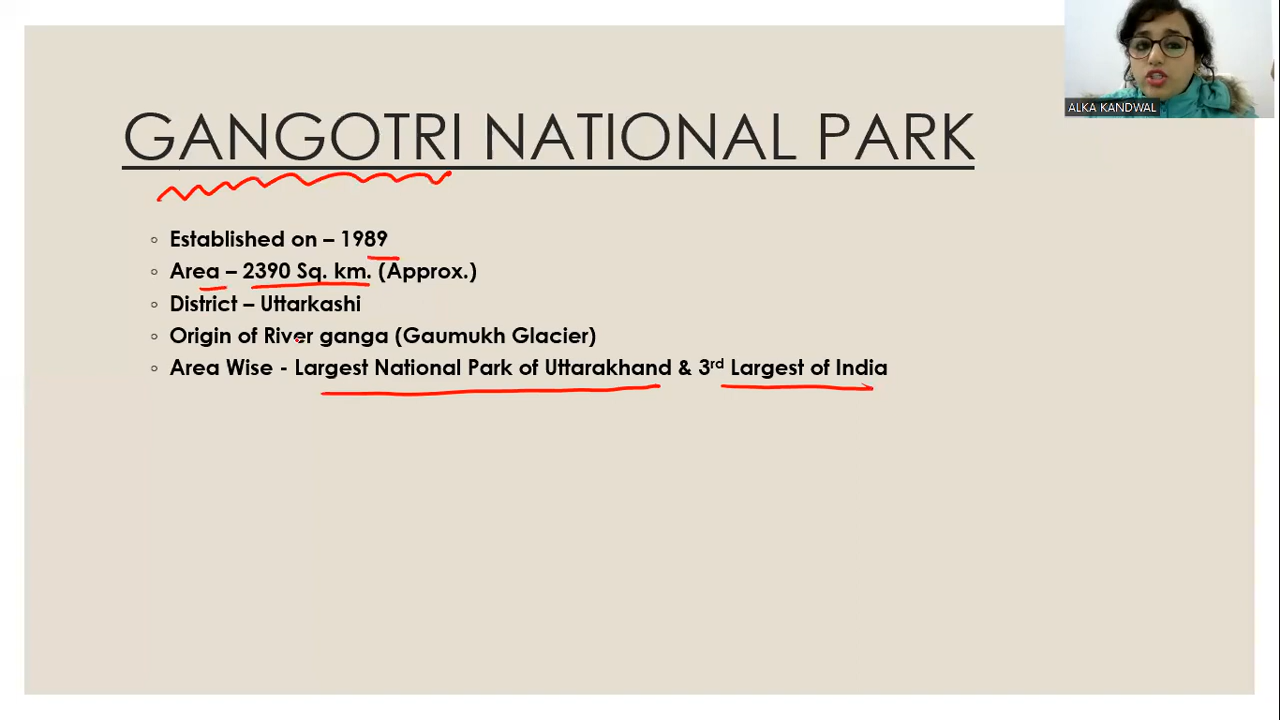 ALKA KANDWAL
GANGOTRI NATIONAL PARK
Established on – 1989
Area – 2390 Sq. km. (Approx.)
District – Uttarkashi
Origin of River ganga (Gaumukh Glacier)
Area Wise - Largest National Park of Uttarakhand & 3rd Largest of India